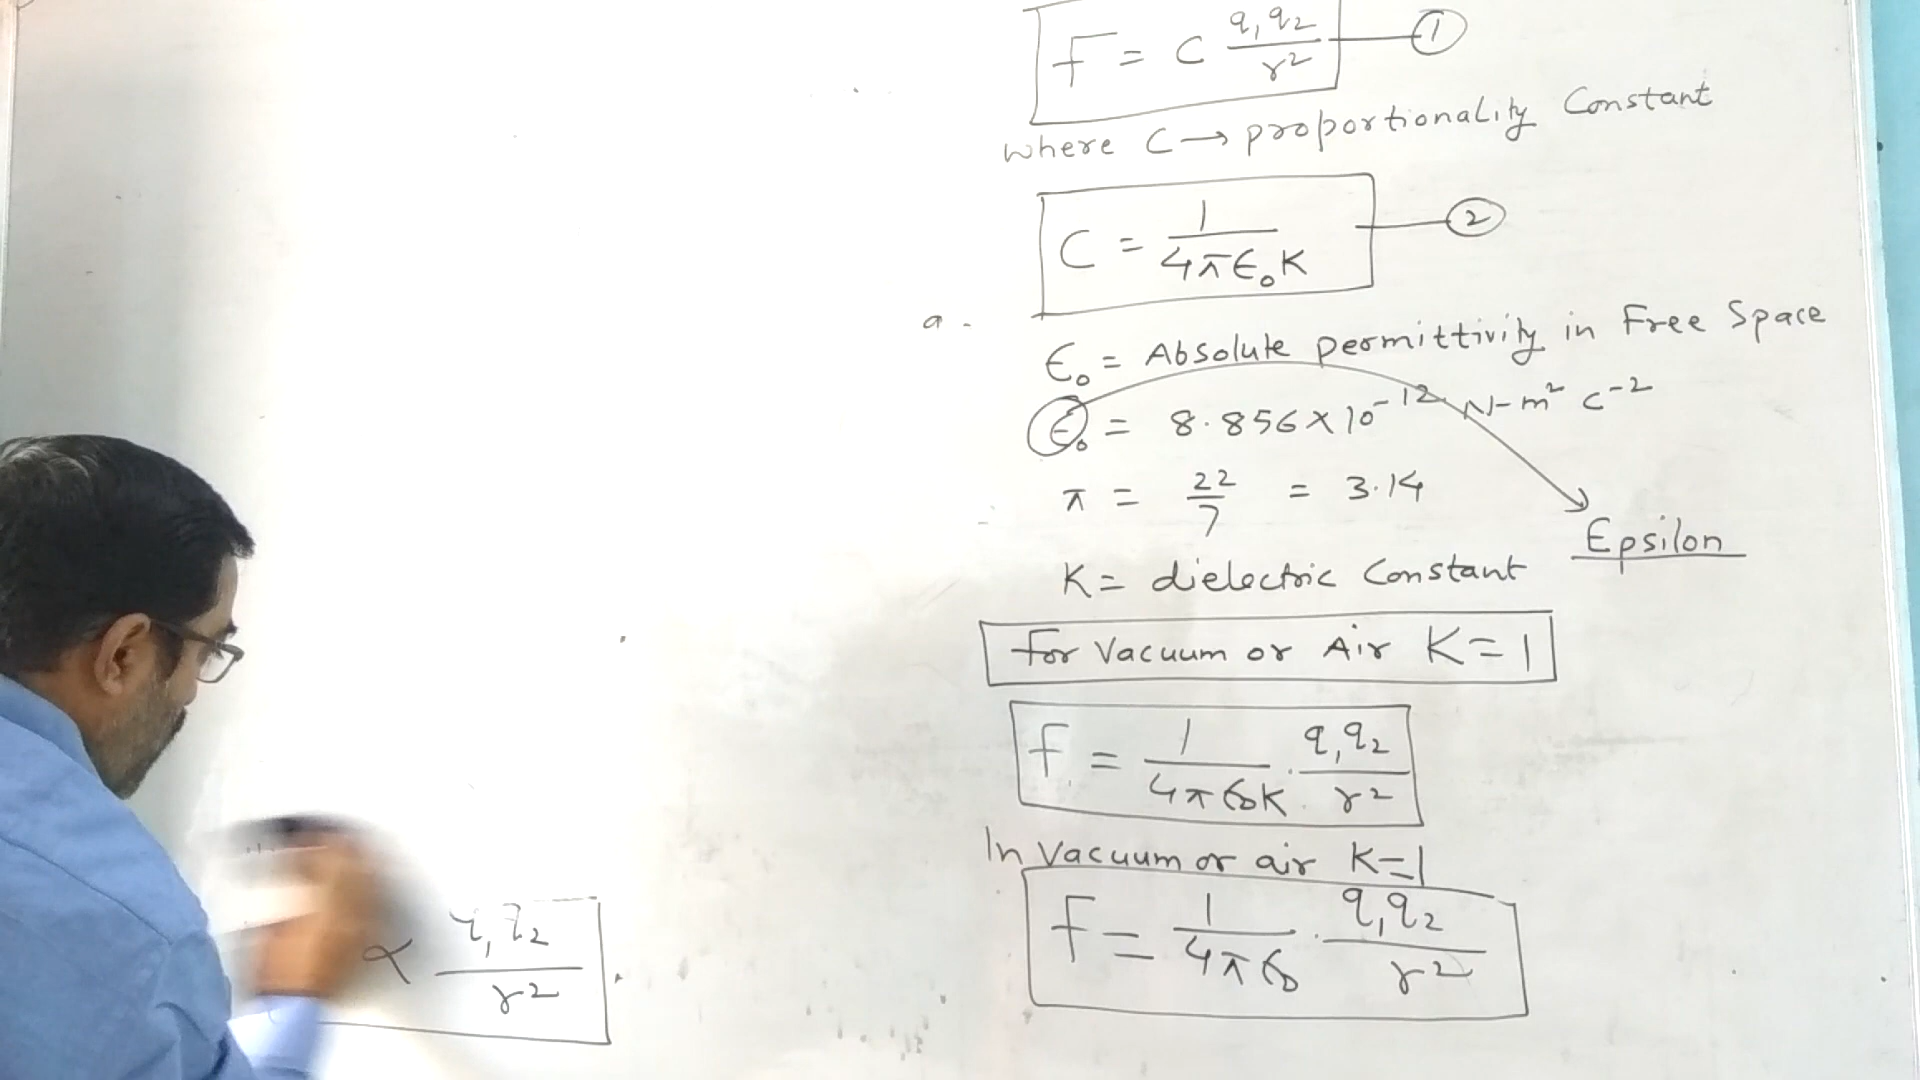 F = C q1q2/r² — ①
where C → proportionality Constant
C = 1/4πϵ₀K — ②
a -
ϵ₀ = Absolute permittivity in Free Space
ϵ₀ = 8.856 × 10⁻¹² N-m² C⁻²
π = 22/7 = 3.14
Epsilon
K = dielectric Constant
For Vacuum or Air K = 1
F = 1/4πϵ₀K . q1q2/r²
In Vacuum or air K=1
F = 1/4πϵ₀ . q1q2/r²
∝ q1q2/r²